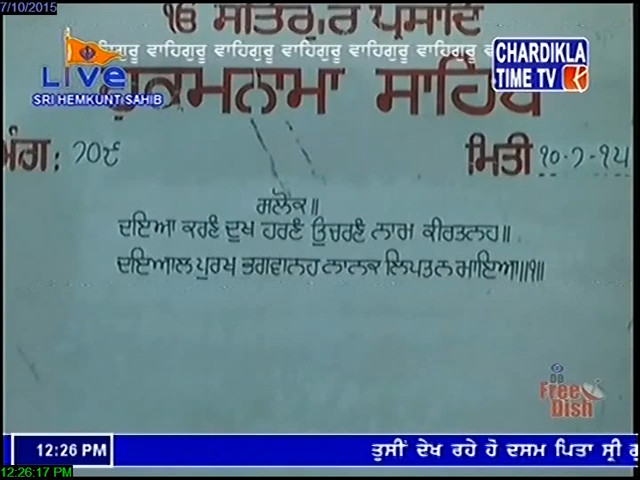 7/10/2015
ੴ ਸਤਿਗੁਰ ਪ੍ਰਸਾਦਿ
ਵਾਹਿਗੁਰੂ ਵਾਹਿਗੁਰੂ ਵਾਹਿਗੁਰੂ ਵਾਹਿਗੁਰੂ ਵਾਹਿਗੁਰੂ
LIVe
SRI HEMKUNT SAHIB
CHARDIKLA
TIME TV
ਹੁਕਮਨਾਮਾ ਸਾਹਿਬ
ਅੰਗ: ੭੦੯
ਮਿਤੀ ੧੦-੭-੧੫
ਸਲੋਕ॥
ਦਇਆ ਕਰਣੰ ਦੁਖ ਹਰਣੰ ਉਚਰਣੰ ਨਾਮ ਕੀਰਤਨਹ॥
ਦਇਆਲ ਪੁਰਖ ਭਗਵਾਨਹ ਨਾਨਕ ਲਿਪਤਨ ਮਾਇਆ॥੧॥
DD
Free
Dish
12:26 PM
ਤੁਸੀਂ ਦੇਖ ਰਹੇ ਹੋ ਦਸਮ ਪਿਤਾ ਸ੍ਰੀ
12:26:17 PM